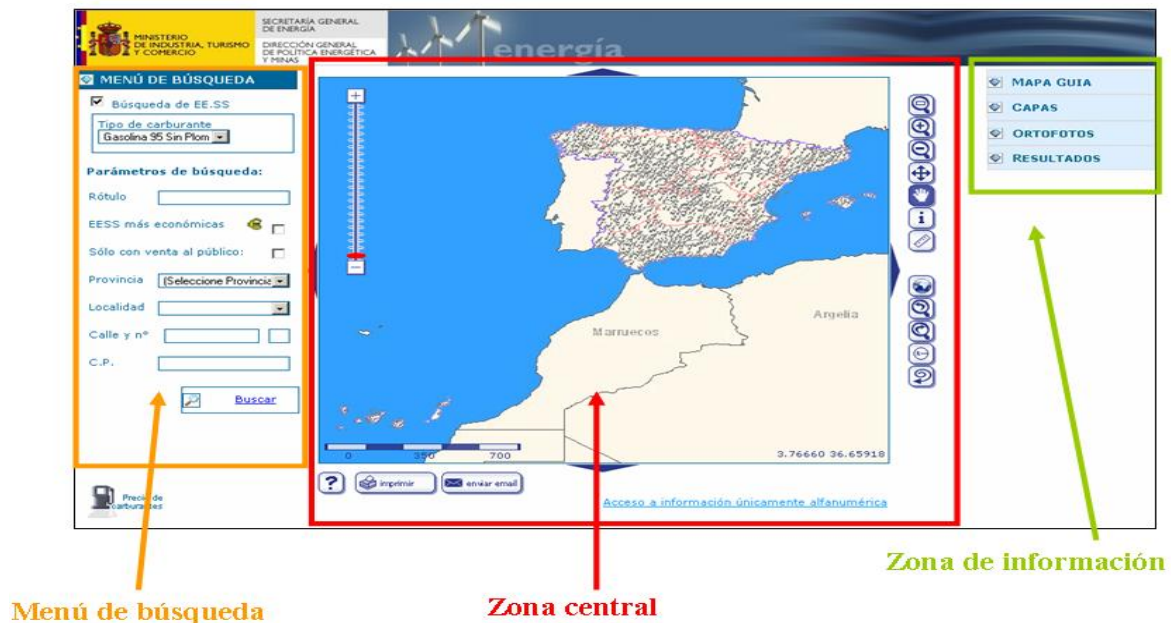 MINISTERIO
DE INDUSTRIA, TURISMO
Y COMERCIO
SECRETARÍA GENERAL
DE ENERGÍA
DIRECCIÓN GENERAL
DE POLÍTICA ENERGÉTICA
Y MINAS
energía
MENÚ DE BÚSQUEDA
Búsqueda de EE.SS
Tipo de carburante
Gasolina 95 Sin Plom
Parámetros de búsqueda:
Rótulo
EESS más económicas
Sólo con venta al público:
Provincia (Seleccione Provincia
Localidad
Calle y nº
C.P.
Buscar
Precio de
carburantes
+
−
Marruecos
Argelia
0 350 700
3.76660 36.65918
i
? imprimir enviar email
Acceso a información únicamente alfanumérica
MAPA GUIA
CAPAS
ORTOFOTOS
RESULTADOS
Zona de información
Menú de búsqueda
Zona central